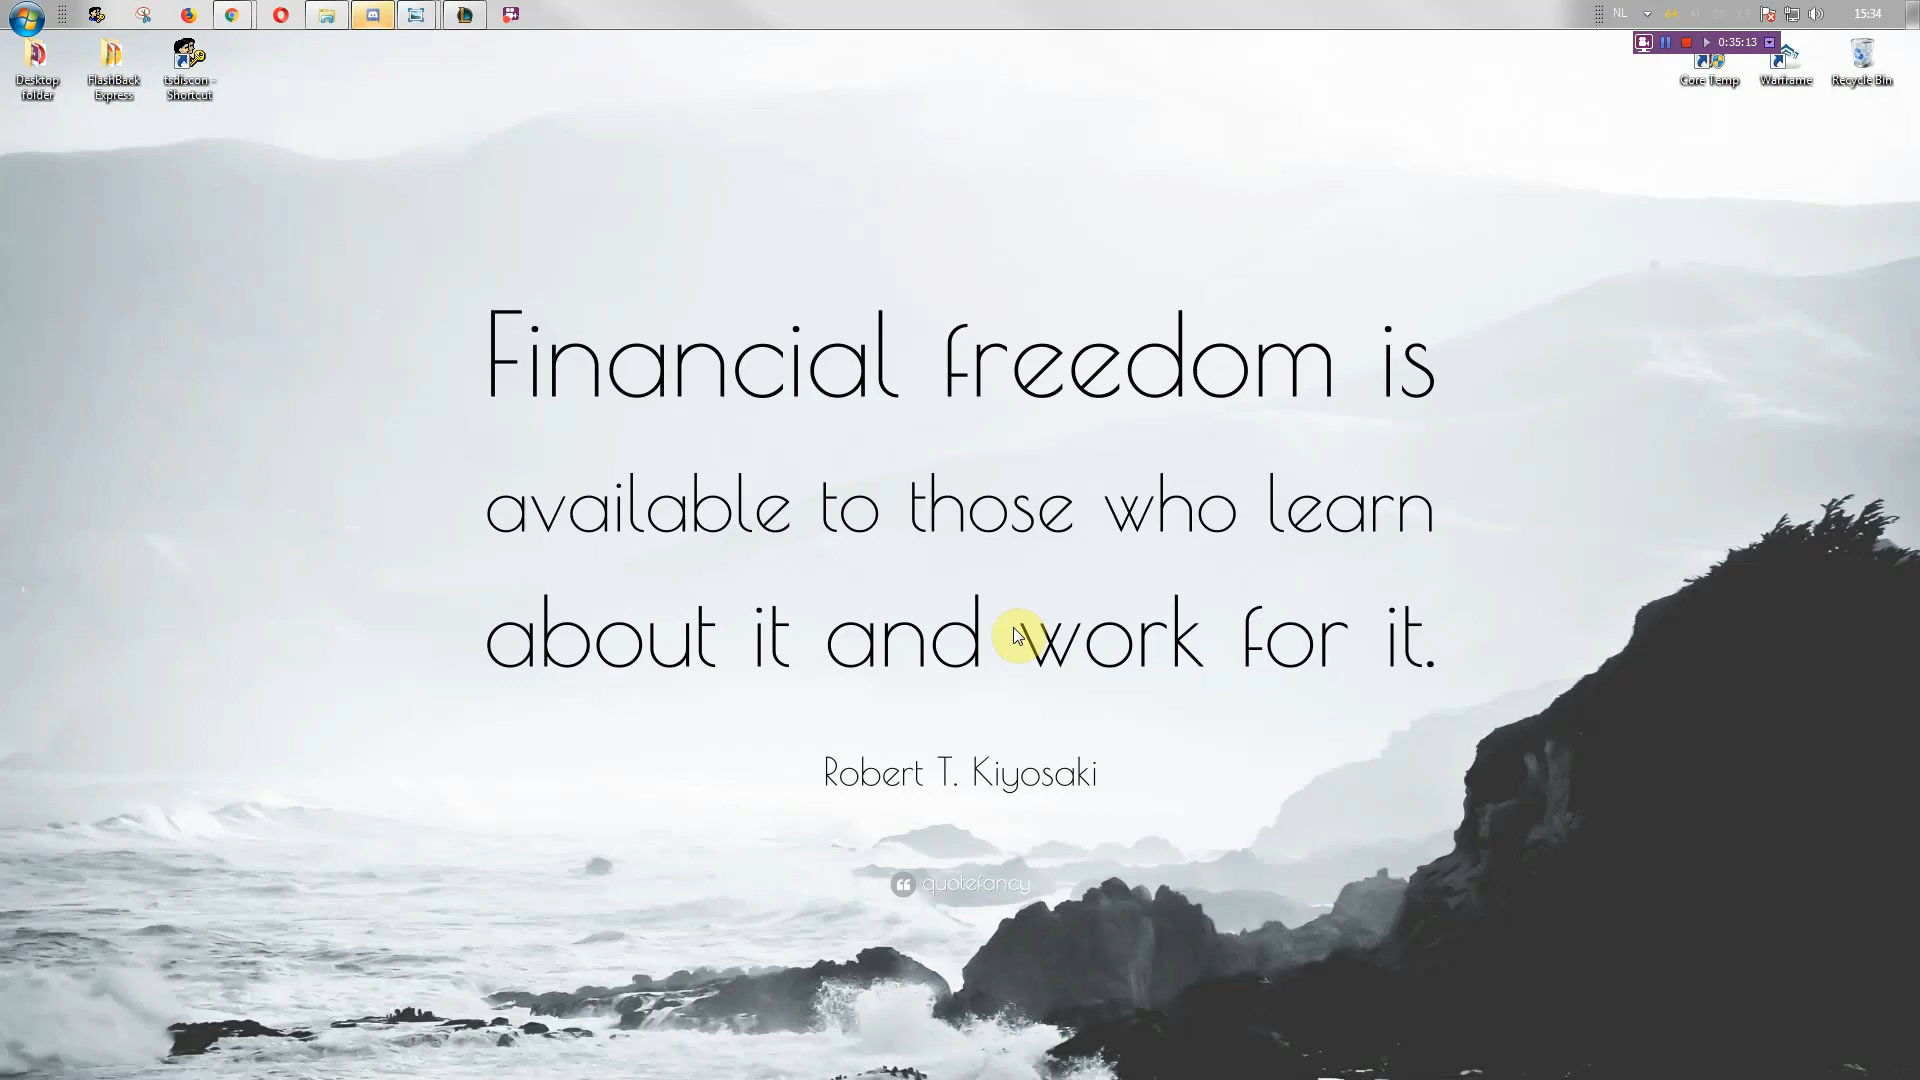 NL
64
15:34
0:35:13
Desktop folder
FlashBack Express
tsdiscon - Shortcut
Core Temp
Warframe
Recycle Bin
Financial freedom is
available to those who learn
about it and work for it.
Robert T. Kiyosaki
quotefancy